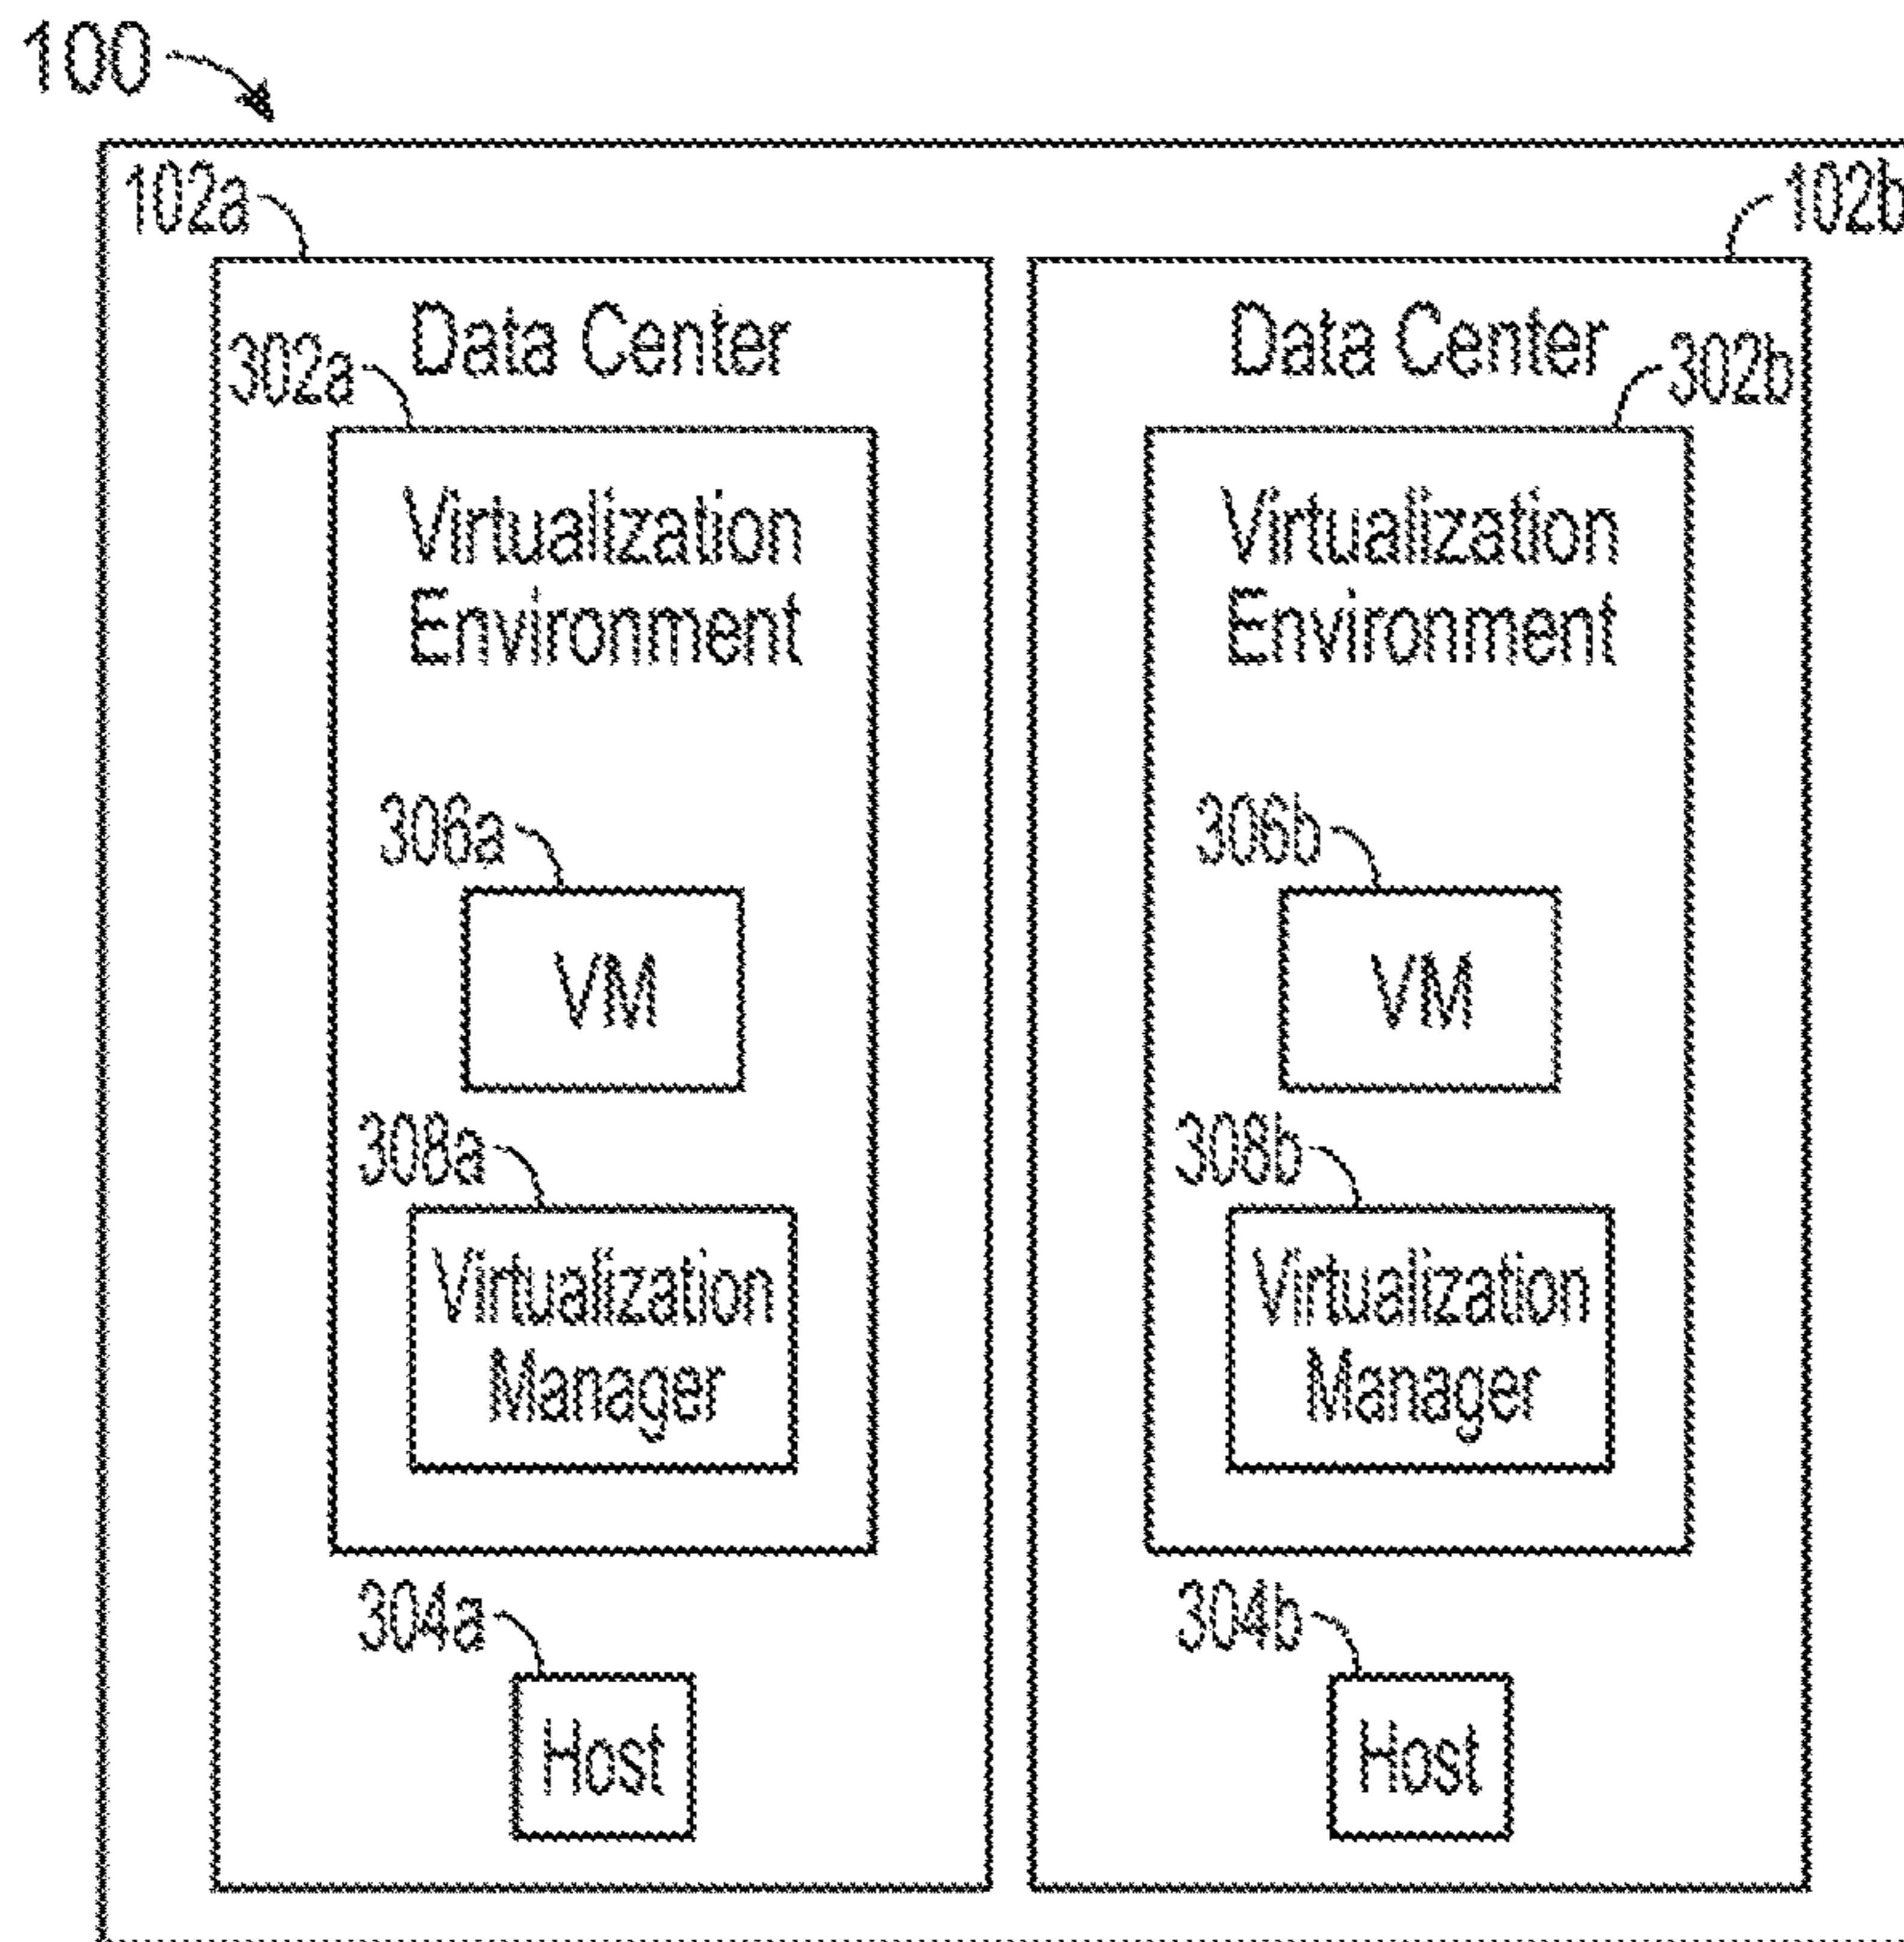 100
102a
102b
Data Center
Data Center
302a
302b
Virtualization
Environment
Virtualization
Environment
306a
306b
VM
VM
308a
308b
Virtualization
Manager
Virtualization
Manager
304a
304b
Host
Host